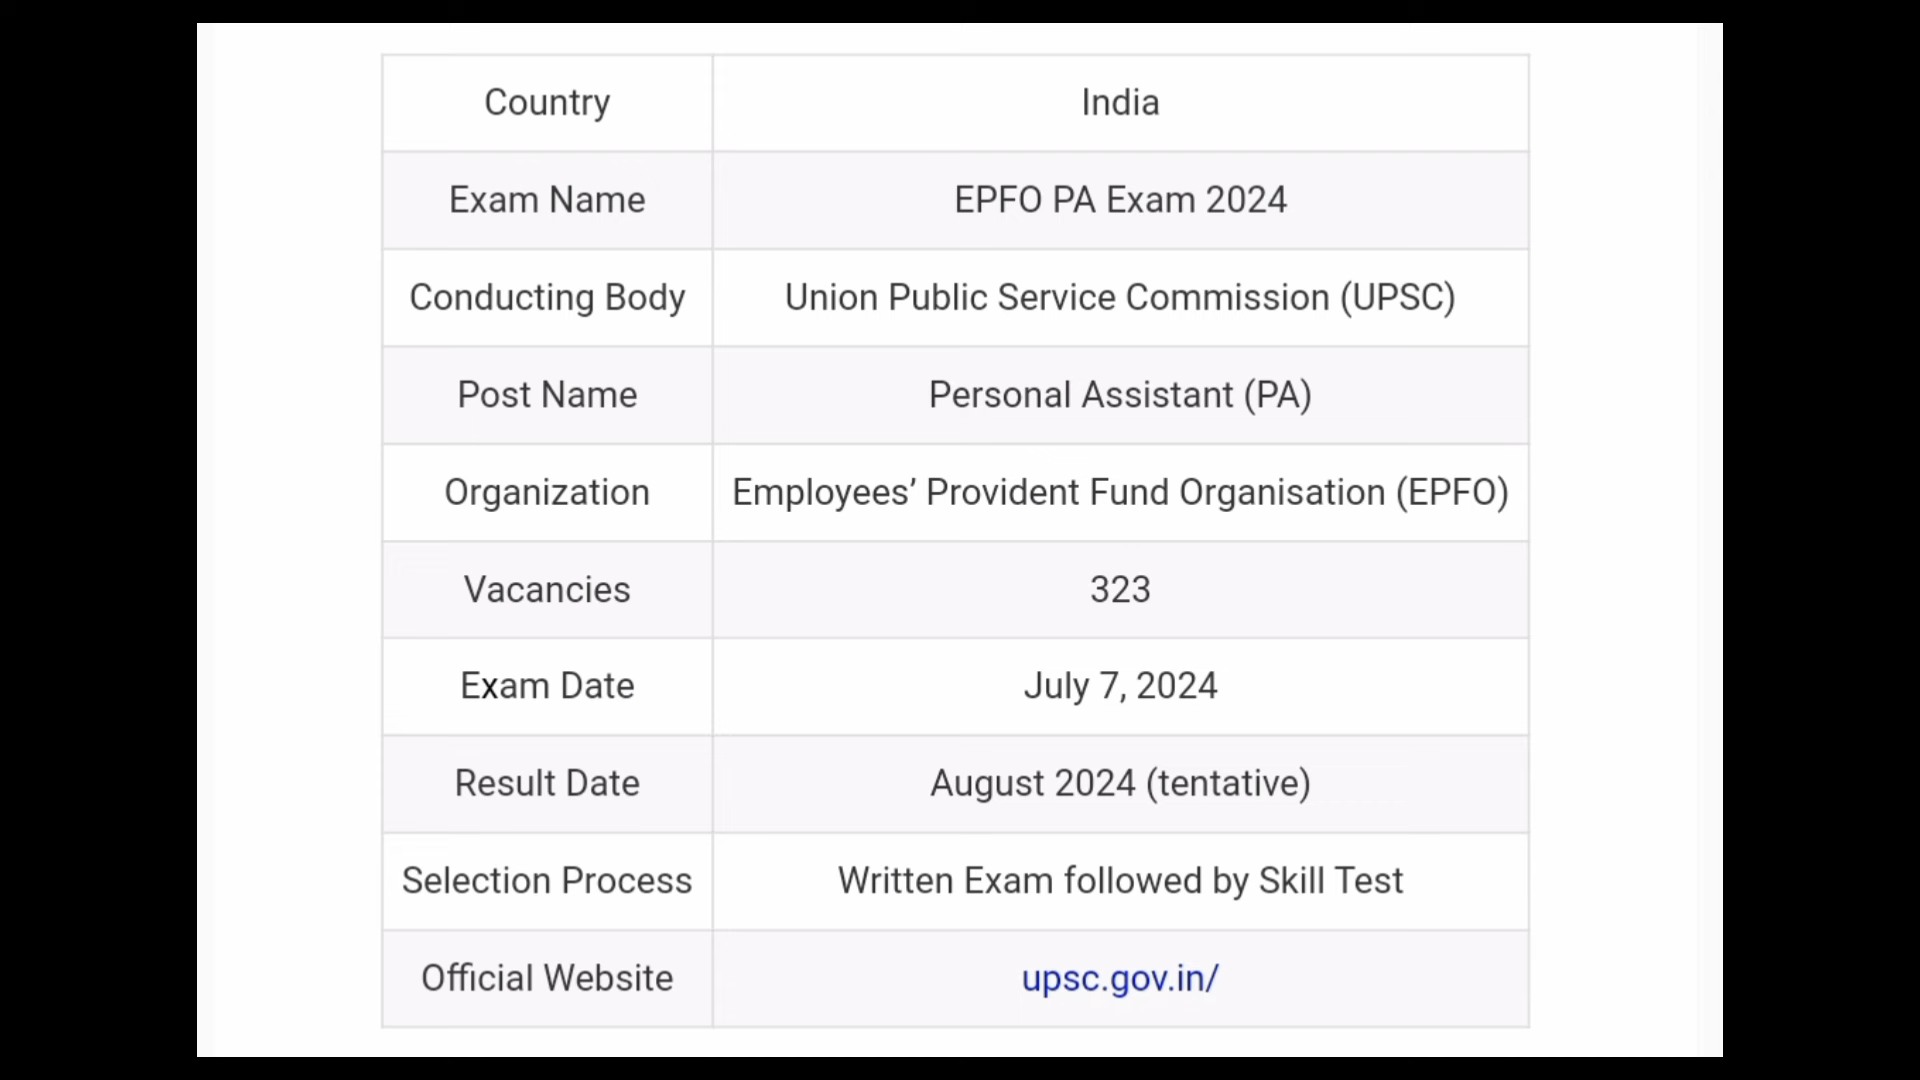 Country India
Exam Name EPFO PA Exam 2024
Conducting Body Union Public Service Commission (UPSC)
Post Name Personal Assistant (PA)
Organization Employees’ Provident Fund Organisation (EPFO)
Vacancies 323
Exam Date July 7, 2024
Result Date August 2024 (tentative)
Selection Process Written Exam followed by Skill Test
Official Website upsc.gov.in/